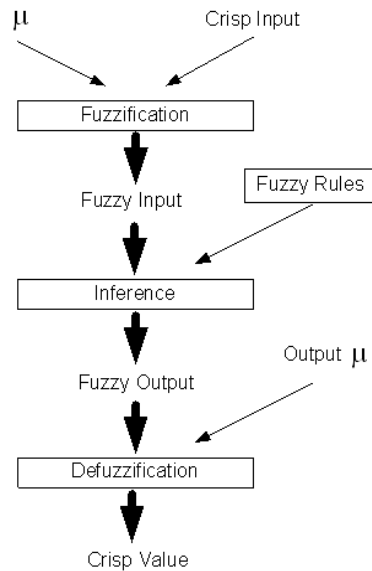 μ
Crisp Input
Fuzzification
Fuzzy Input
Fuzzy Rules
Inference
Output μ
Fuzzy Output
Defuzzification
Crisp Value